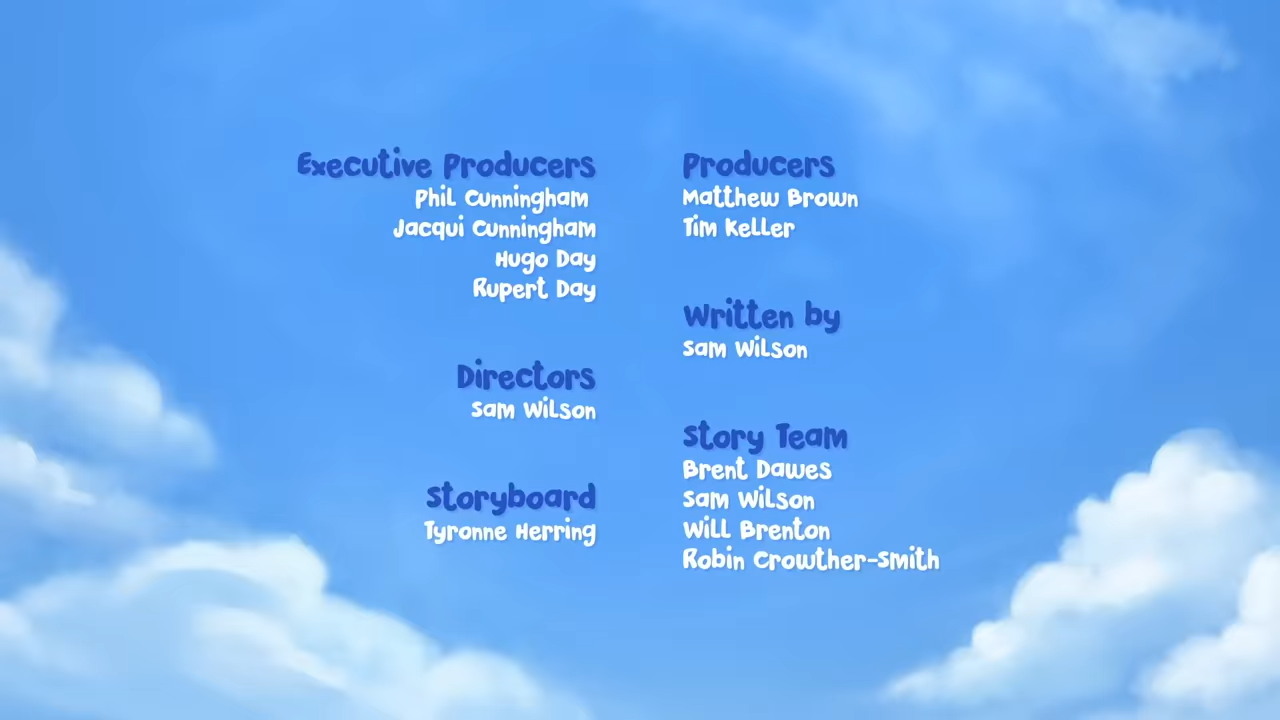 Executive Producers
Phil Cunningham
Jacqui Cunningham
Hugo Day
Rupert Day
Directors
Sam Wilson
Storyboard
Tyronne Herring
Producers
Matthew Brown
Tim Keller
Written by
Sam Wilson
Story Team
Brent Dawes
Sam Wilson
Will Brenton
Robin Crowther-Smith